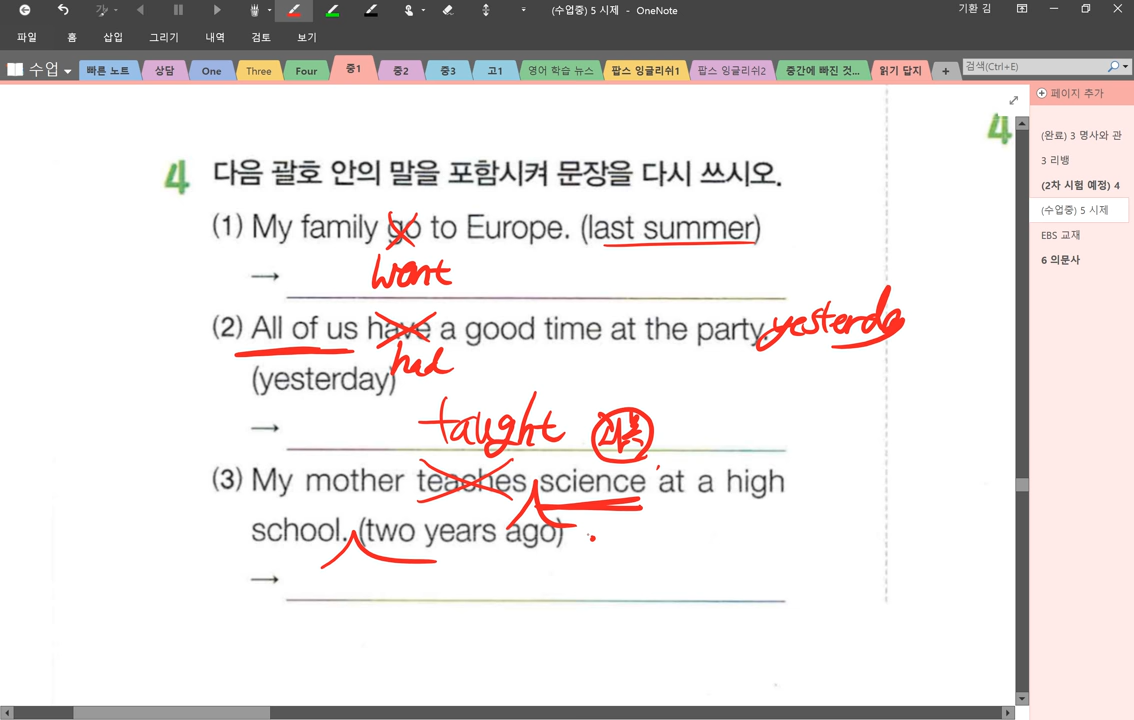 (수업중) 5 시제 - OneNote
기환 김
파일 홈 삽입 그리기 내역 검토 보기
수업 빠른 노트 상담 One Three Four 중1 중2 중3 고1 영어 학습 뉴스 팝스 잉글리쉬1 팝스 잉글리쉬2 중간에 빠진 것... 읽기 답지 + 검색(Ctrl+E)
페이지 추가
(완료) 3 명사와 관
3 리뱅
(2차 시험 예정) 4
(수업중) 5 시제
EBS 교재
6 의문사
4
4 다음 괄호 안의 말을 포함시켜 문장을 다시 쓰시오.
(1) My family go to Europe. (last summer)
→ went
(2) All of us have a good time at the party. yesterda
had
(yesterday)
→
taught
(3) My mother teaches science at a high
school. (two years ago)
→